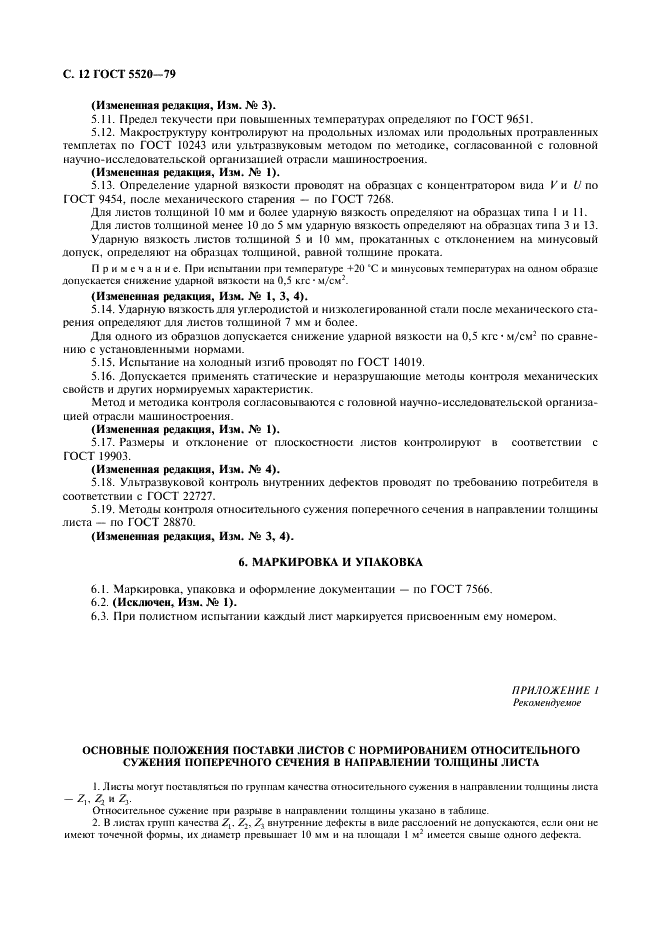 С. 12 ГОСТ 5520—79
(Измененная редакция, Изм. № 3).
5.11. Предел текучести при повышенных температурах определяют по ГОСТ 9651.
5.12. Макроструктуру контролируют на продольных изломах или продольных протравленных
темплетах по ГОСТ 10243 или ультразвуковым методом по методике, согласованной с головной
научно-исследовательской организацией отрасли машиностроения.
(Измененная редакция, Изм. № 1).
5.13. Определение ударной вязкости проводят на образцах с концентратором вида V и U по
ГОСТ 9454, после механического старения — по ГОСТ 7268.
Для листов толщиной 10 мм и более ударную вязкость определяют на образцах типа 1 и 11.
Для листов толщиной менее 10 до 5 мм ударную вязкость определяют на образцах типа 3 и 13.
Ударную вязкость листов толщиной 5 и 10 мм, прокатанных с отклонением на минусовый
допуск, определяют на образцах толщиной, равной толщине проката.
Примечание. При испытании при температуре +20 °С и минусовых температурах на одном образце
допускается снижение ударной вязкости на 0,5 кгс · м/см².
(Измененная редакция, Изм. № 1, 3, 4).
5.14. Ударную вязкость для углеродистой и низколегированной стали после механического ста-
рения определяют для листов толщиной 7 мм и более.
Для одного из образцов допускается снижение ударной вязкости на 0,5 кгс · м/см² по сравне-
нию с установленными нормами.
5.15. Испытание на холодный изгиб проводят по ГОСТ 14019.
5.16. Допускается применять статические и неразрушающие методы контроля механических
свойств и других нормируемых характеристик.
Метод и методика контроля согласовываются с головной научно-исследовательской организа-
цией отрасли машиностроения.
(Измененная редакция, Изм. № 1).
5.17. Размеры и отклонение от плоскостности листов контролируют в соответствии с
ГОСТ 19903.
(Измененная редакция, Изм. № 4).
5.18. Ультразвуковой контроль внутренних дефектов проводят по требованию потребителя в
соответствии с ГОСТ 22727.
5.19. Методы контроля относительного сужения поперечного сечения в направлении толщины
листа — по ГОСТ 28870.
(Измененная редакция, Изм. № 3, 4).
6. МАРКИРОВКА И УПАКОВКА
6.1. Маркировка, упаковка и оформление документации — по ГОСТ 7566.
6.2. (Исключен, Изм. № 1).
6.3. При полистном испытании каждый лист маркируется присвоенным ему номером.
ПРИЛОЖЕНИЕ 1
Рекомендуемое
ОСНОВНЫЕ ПОЛОЖЕНИЯ ПОСТАВКИ ЛИСТОВ С НОРМИРОВАНИЕМ ОТНОСИТЕЛЬНОГО
СУЖЕНИЯ ПОПЕРЕЧНОГО СЕЧЕНИЯ В НАПРАВЛЕНИИ ТОЛЩИНЫ ЛИСТА
1. Листы могут поставляться по группам качества относительного сужения в направлении толщины листа
— Z₁, Z₂ и Z₃.
Относительное сужение при разрыве в направлении толщины указано в таблице.
2. В листах групп качества Z₁, Z₂, Z₃ внутренние дефекты в виде расслоений не допускаются, если они не
имеют точечной формы, их диаметр превышает 10 мм и на площади 1 м² имеется свыше одного дефекта.